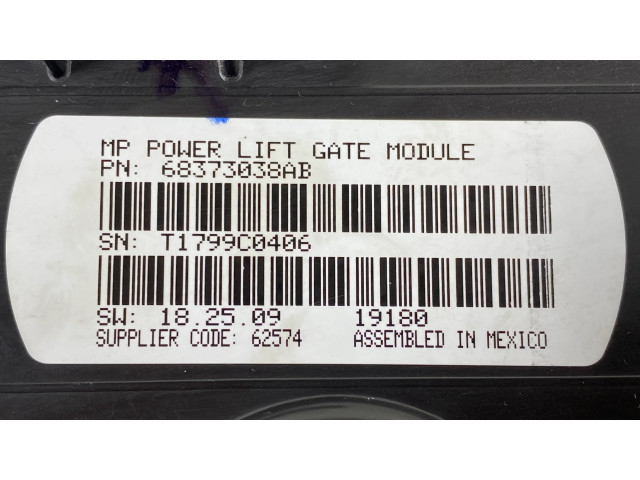 MP POWER LIFT GATE MODULE
PN: 68373038AB
SN: T1799C0406
SW: 18.25.09 19180
SUPPLIER CODE: 62574 ASSEMBLED IN MEXICO